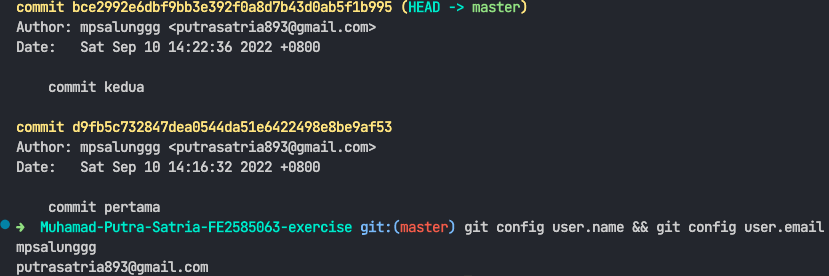 commit bce2992e6dbf9bb3e392f0a8d7b43d0ab5f1b995 (HEAD -> master)
Author: mpsalunggg <putrasatria893@gmail.com>
Date:   Sat Sep 10 14:22:36 2022 +0800
    commit kedua
commit d9fb5c732847dea0544da51e6422498e8be9af53
Author: mpsalunggg <putrasatria893@gmail.com>
Date:   Sat Sep 10 14:16:32 2022 +0800
    commit pertama
➜  Muhamad-Putra-Satria-FE2585063-exercise git:(master) git config user.name && git config user.email
mpsalunggg
putrasatria893@gmail.com